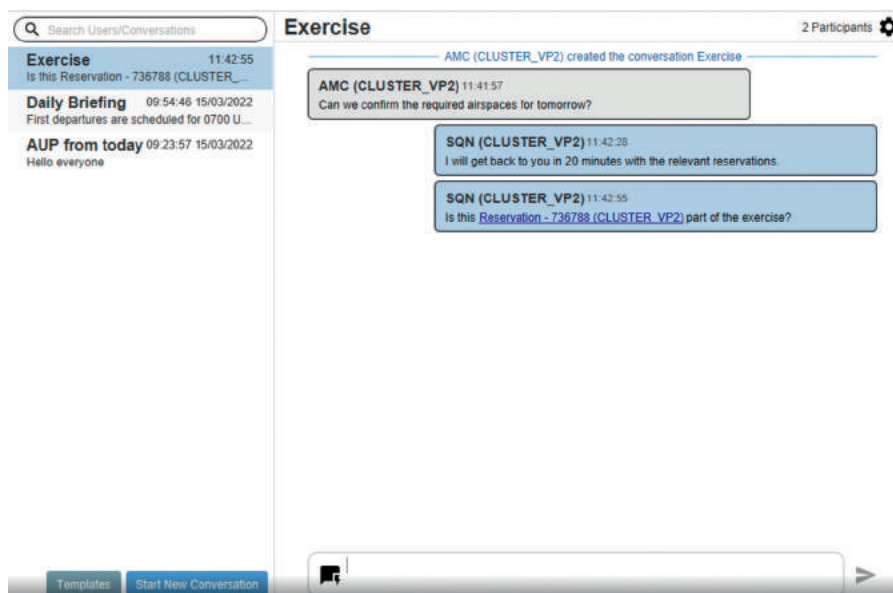 Search Users/Conversations
Exercise 11:42:55
Is this Reservation - 736788 (CLUSTER_...
Daily Briefing 09:54:46 15/03/2022
First departures are scheduled for 0700 U...
AUP from today 09:23:57 15/03/2022
Hello everyone
Templates
Start New Conversation
Exercise
2 Participants
AMC (CLUSTER_VP2) created the conversation Exercise
AMC (CLUSTER_VP2) 11:41:57
Can we confirm the required airspaces for tomorrow?
SQN (CLUSTER_VP2) 11:42:28
I will get back to you in 20 minutes with the relevant reservations.
SQN (CLUSTER_VP2) 11:42:55
Is this Reservation - 736788 (CLUSTER_VP2) part of the exercise?